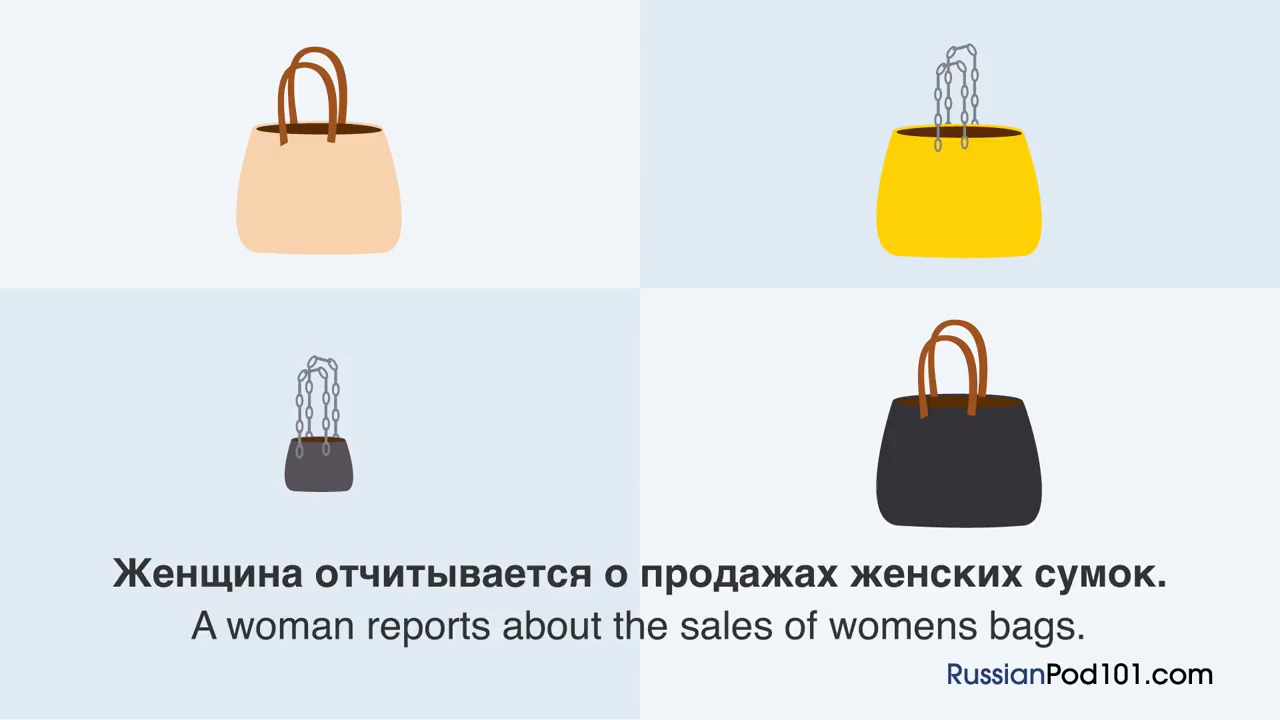 Женщина отчитывается о продажах женских сумок.
A woman reports about the sales of womens bags.
RussianPod101.com